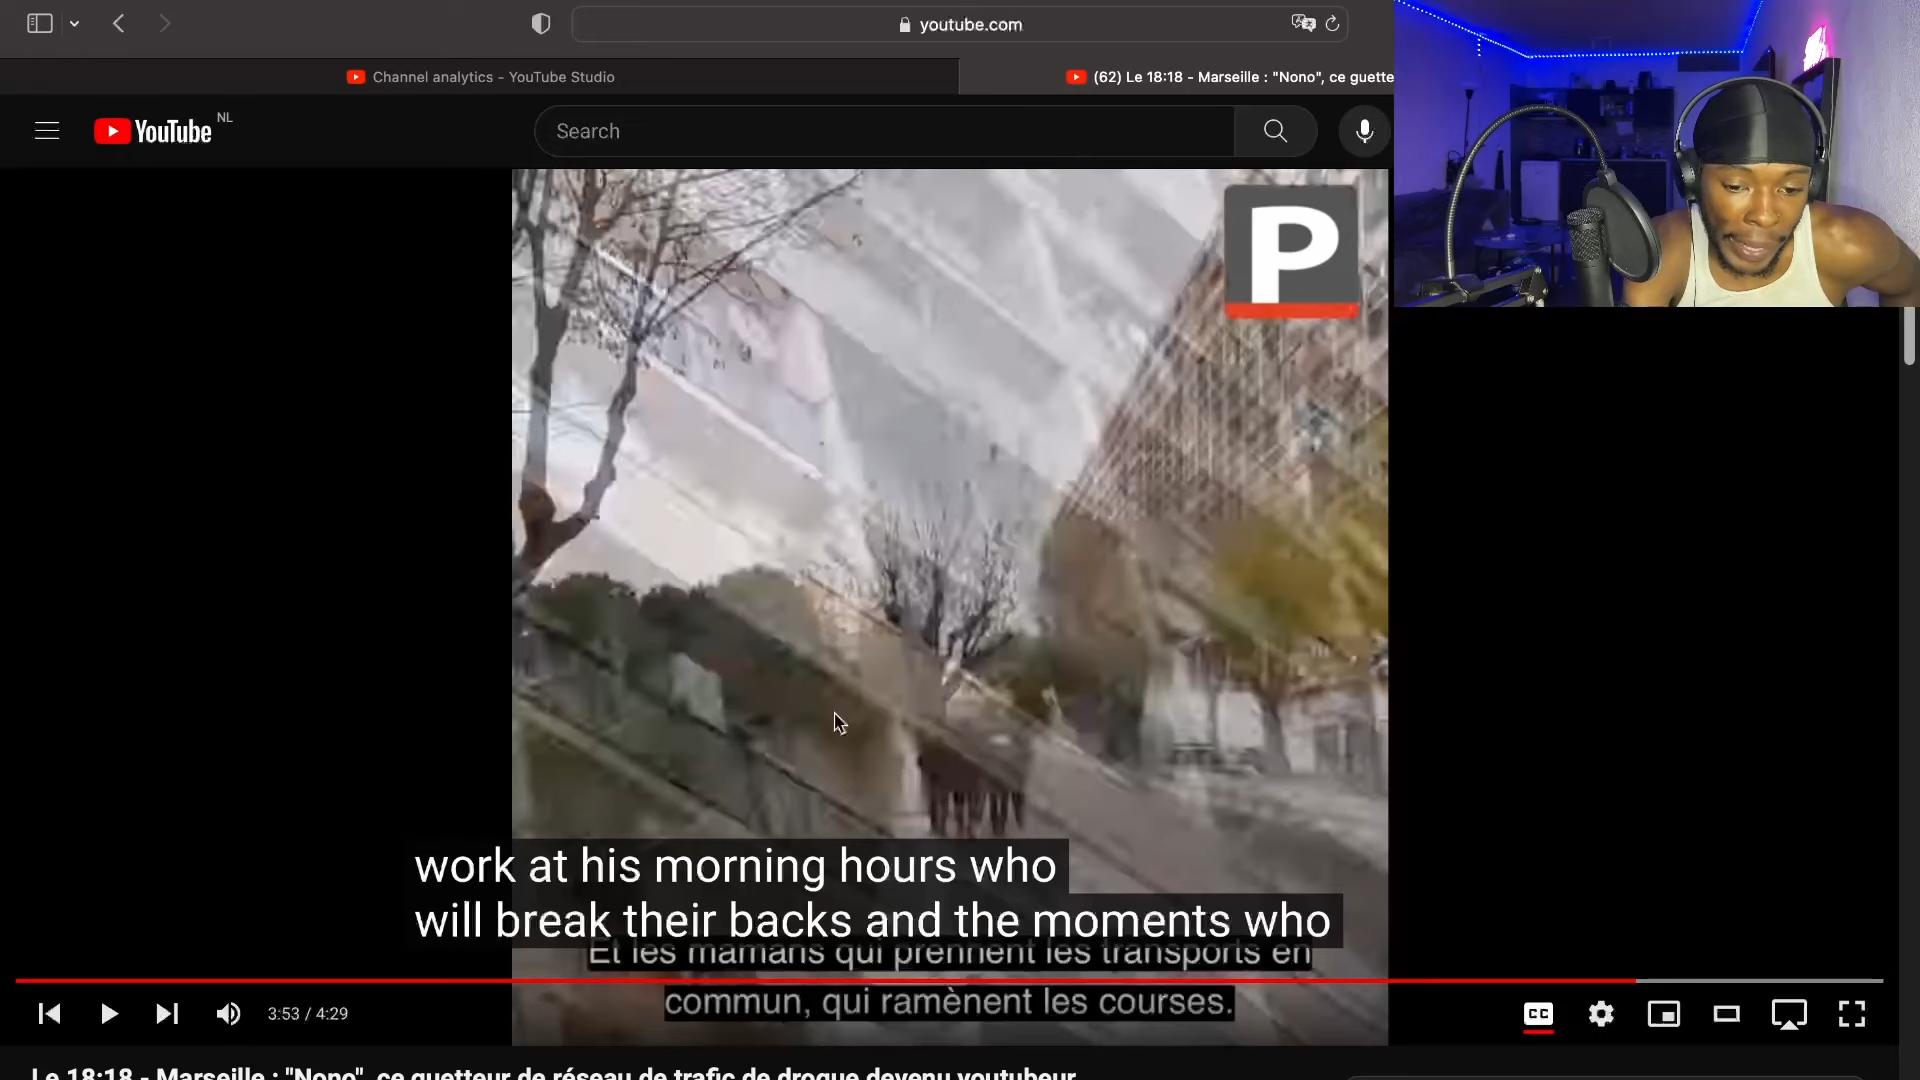 youtube.com
Channel analytics - YouTube Studio
(62) Le 18:18 - Marseille : "Nono", ce guette
YouTube NL
Search
P
work at his morning hours who
will break their backs and the moments who
Et les mamans qui prennent les transports en
commun, qui ramènent les courses.
3:53 / 4:29
CC
Le 18:18 - Marseille : "Nono", ce guetteur de réseau de trafic de drogue devenu youtubeur